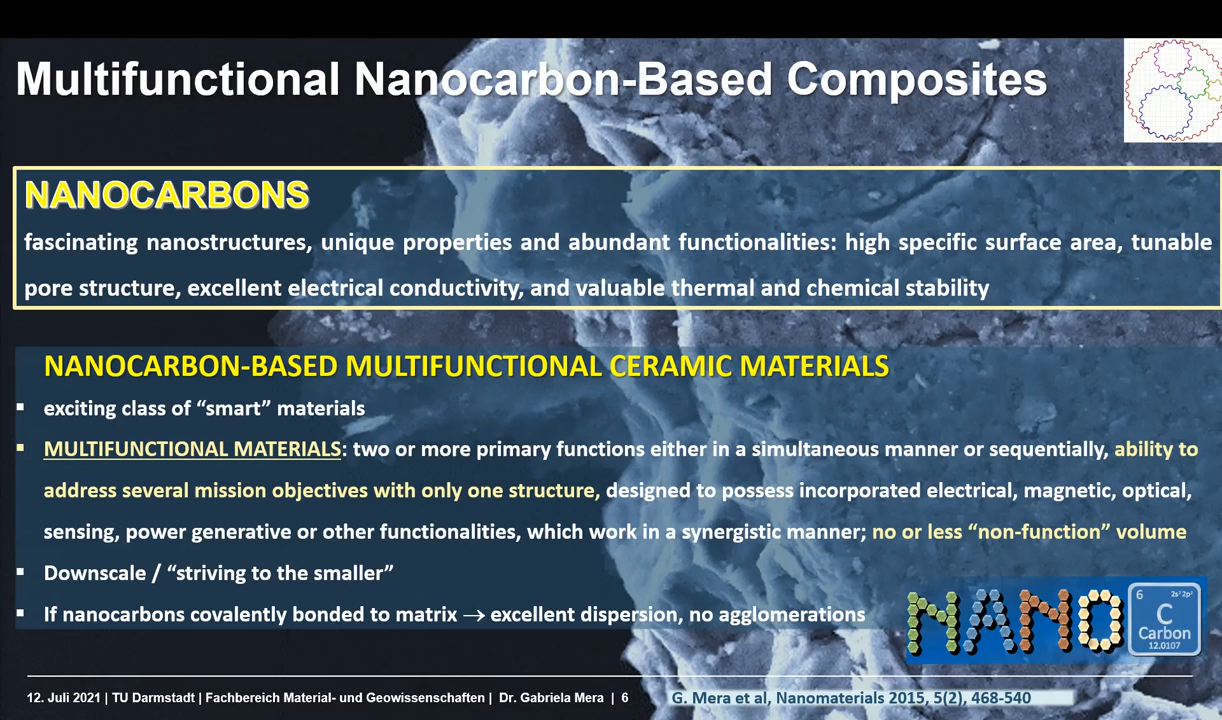 Multifunctional Nanocarbon-Based Composites
NANOCARBONS
fascinating nanostructures, unique properties and abundant functionalities: high specific surface area, tunable
pore structure, excellent electrical conductivity, and valuable thermal and chemical stability
NANOCARBON-BASED MULTIFUNCTIONAL CERAMIC MATERIALS
▪ exciting class of “smart” materials
▪ MULTIFUNCTIONAL MATERIALS: two or more primary functions either in a simultaneous manner or sequentially, ability to
address several mission objectives with only one structure, designed to possess incorporated electrical, magnetic, optical,
sensing, power generative or other functionalities, which work in a synergistic manner; no or less “non-function” volume
▪ Downscale / “striving to the smaller”
▪ If nanocarbons covalently bonded to matrix → excellent dispersion, no agglomerations
NANO
6 2s² 2p²
C
Carbon
12.0107
12. Juli 2021 | TU Darmstadt | Fachbereich Material- und Geowissenschaften | Dr. Gabriela Mera | 6
G. Mera et al, Nanomaterials 2015, 5(2), 468-540